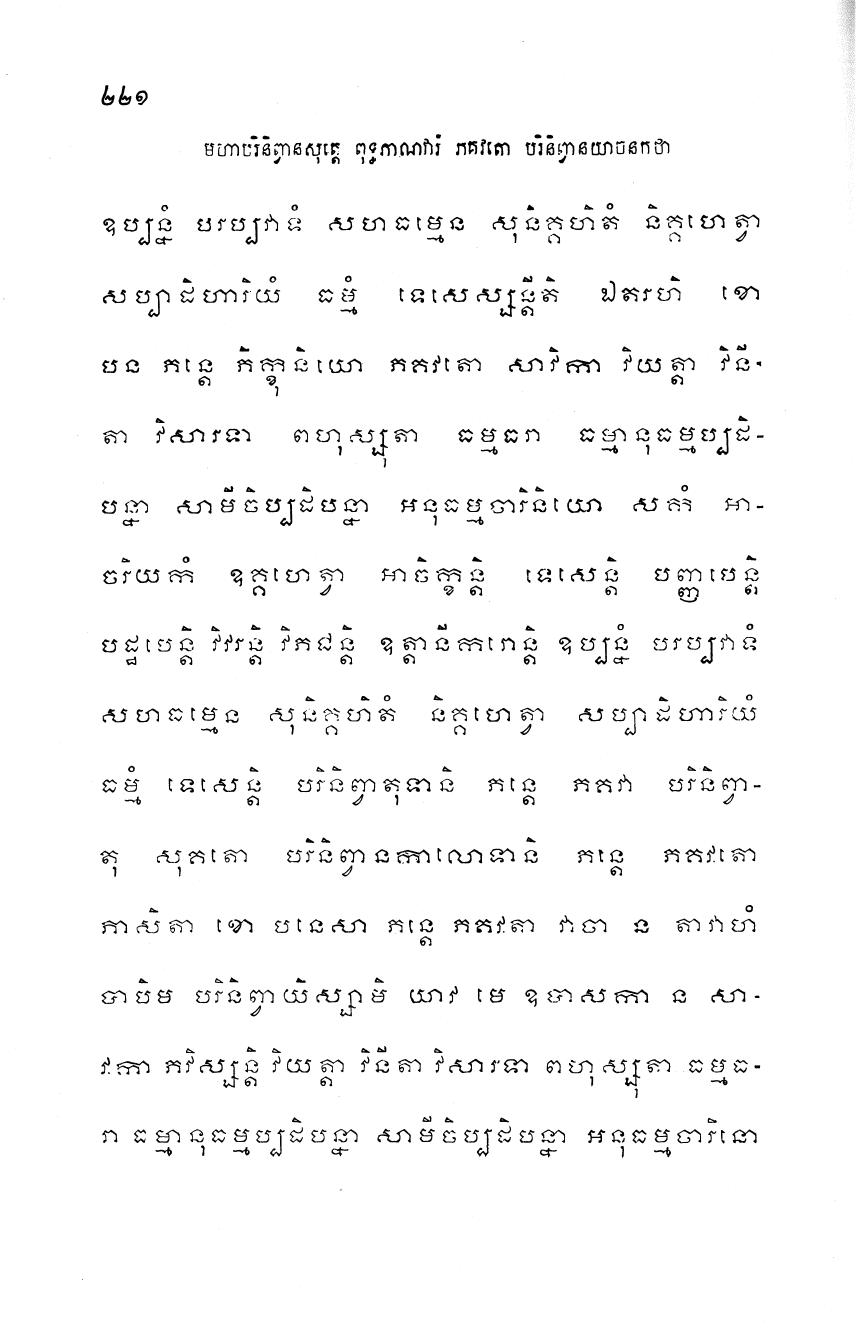 ២២១
មហាបរិនិព្វានសុត្តេ ពុទ្ធភាណវារំ ភគវតោ បរិនិព្វានយាចនកថា
ឧប្បន្នំ បរប្បវាទំ សហធម្មេន សុនិគ្គហិតំ និគ្គហេត្វា
សប្បាដិហារិយំ ធម្មំ ទេសេស្សន្តីតិ ឯតរហិ ខោ
បន ភន្តេ ភិក្ខុនិយោ ភគវតោ សាវិកា វិយត្តា វិនី-
តា វិសារទា ពហុស្សុតា ធម្មធរា ធម្មានុធម្មប្បដិ-
បន្នា សាមីចិប្បដិបន្នា អនុធម្មចារិនិយោ សកំ អា-
ចរិយកំ ឧគ្គហេត្វា អាចិក្ខន្តិ ទេសេន្តិ បញ្ញាបេន្តិ
បដ្ឋបេន្តិ វិវរន្តិ វិភជន្តិ ឧត្តានីករោន្តិ ឧប្បន្នំ បរប្បវាទំ
សហធម្មេន សុនិគ្គហិតំ និគ្គហេត្វា សប្បាដិហារិយំ
ធម្មំ ទេសេន្តិ បរិនិព្វាតុទានិ ភន្តេ ភគវា បរិនិព្វា-
តុ សុគតោ បរិនិព្វានកាលោទានិ ភន្តេ ភគវតោ
ភាសិតា ខោ បនេសា ភន្តេ ភគវតា វាចា ន តាវាហំ
បាបិម បរិនិព្វាយិស្សាមិ យាវ មេ ឧបាសកា ន សា-
វកា ភវិស្សន្តិ វិយត្តា វិនីតា វិសារទា ពហុស្សុតា ធម្មធ-
រា ធម្មានុធម្មប្បដិបន្នា សាមីចិប្បដិបន្នា អនុធម្មចារិនោ